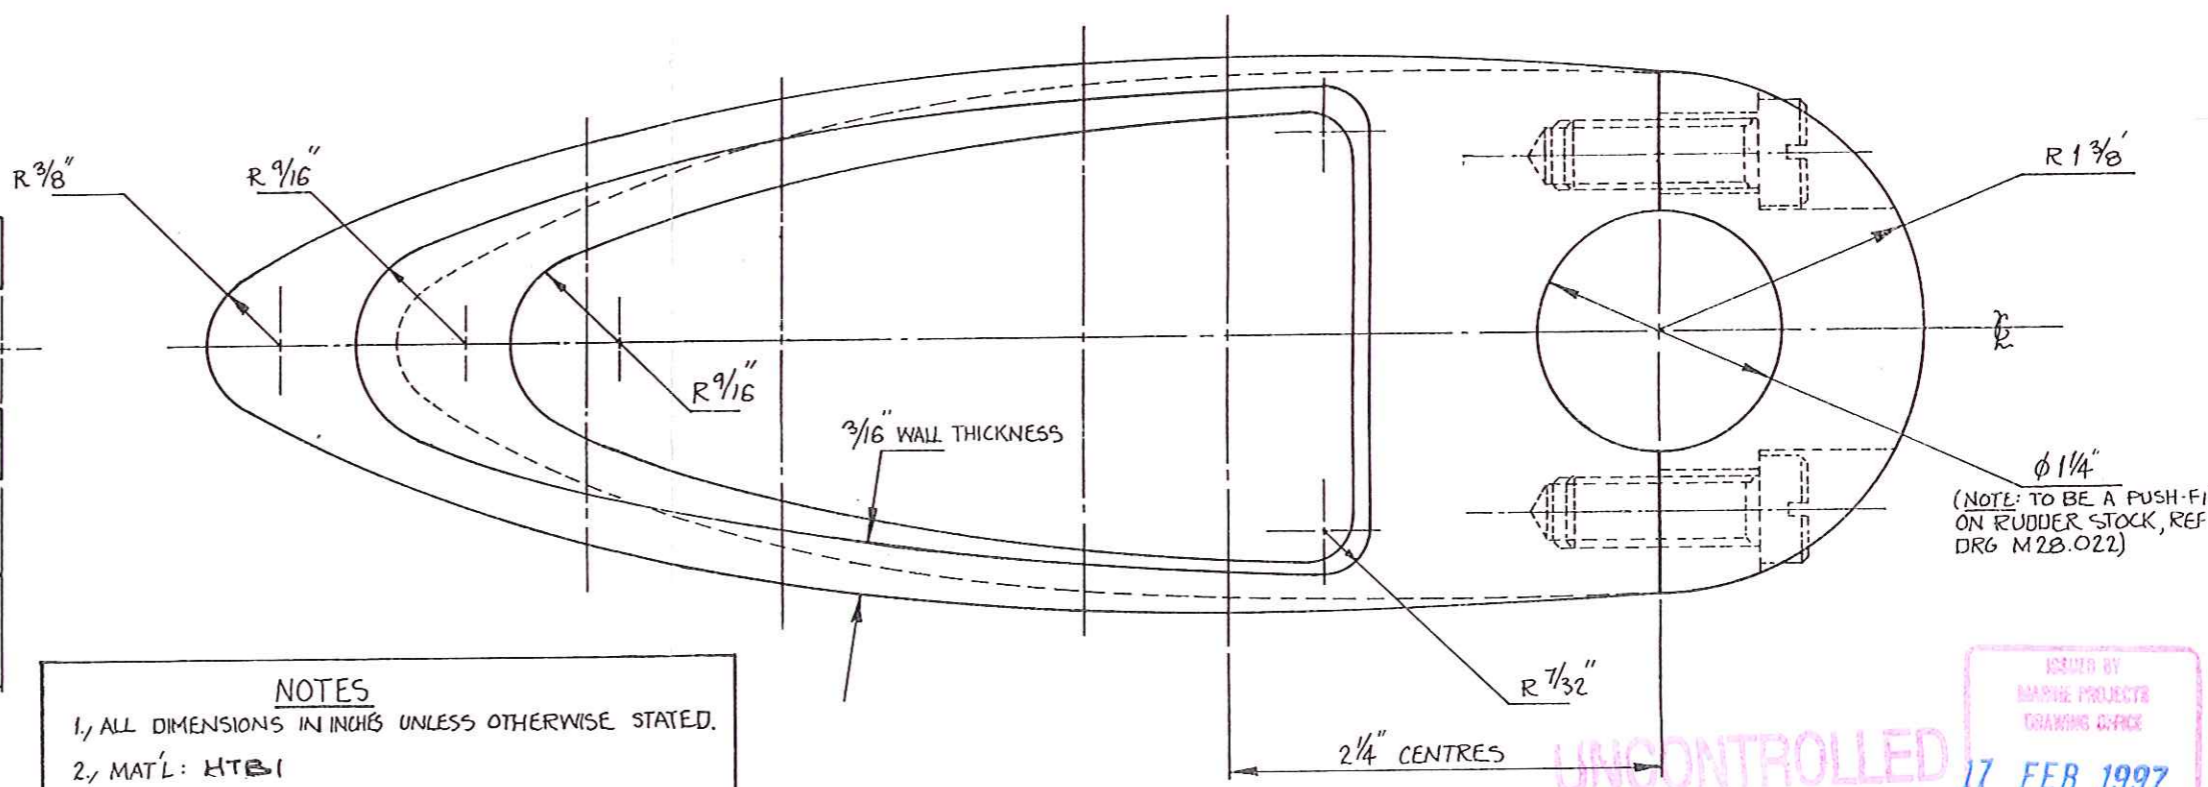 R 3/8"
R 9/16"
R 9/16"
3/16" WALL THICKNESS
R 1 3/8'
ϕ 1 1/4"
(NOTE: TO BE A PUSH-FI
ON RUDDER STOCK, REF
DRG M28.022)
R 7/32"
2 1/4" CENTRES
NOTES
1., ALL DIMENSIONS IN INCHES UNLESS OTHERWISE STATED.
2., MAT'L: HTB1
UNCONTROLLED
ISSUED BY
MARINE PROJECTS
DRAWING OFFICE
17 FEB 1997